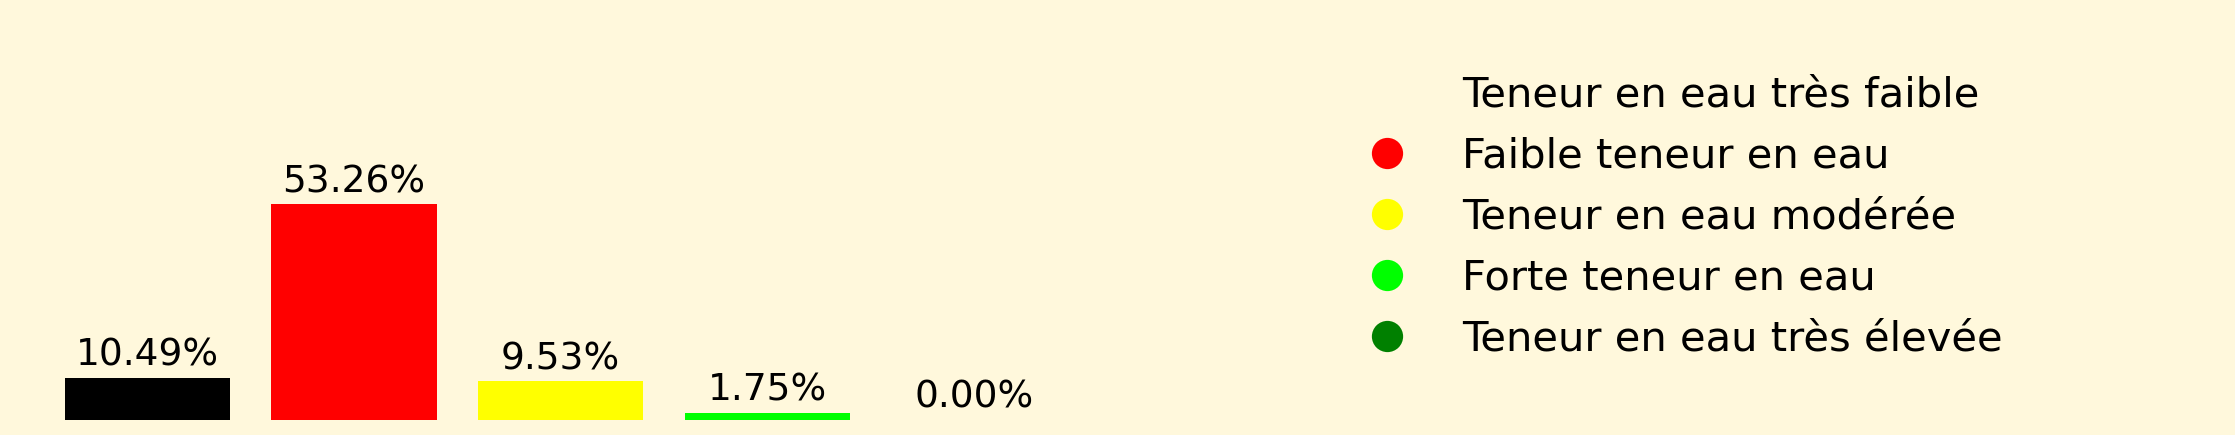 10.49%
53.26%
9.53%
1.75%
0.00%
Teneur en eau très faible
Faible teneur en eau
Teneur en eau modérée
Forte teneur en eau
Teneur en eau très élevée